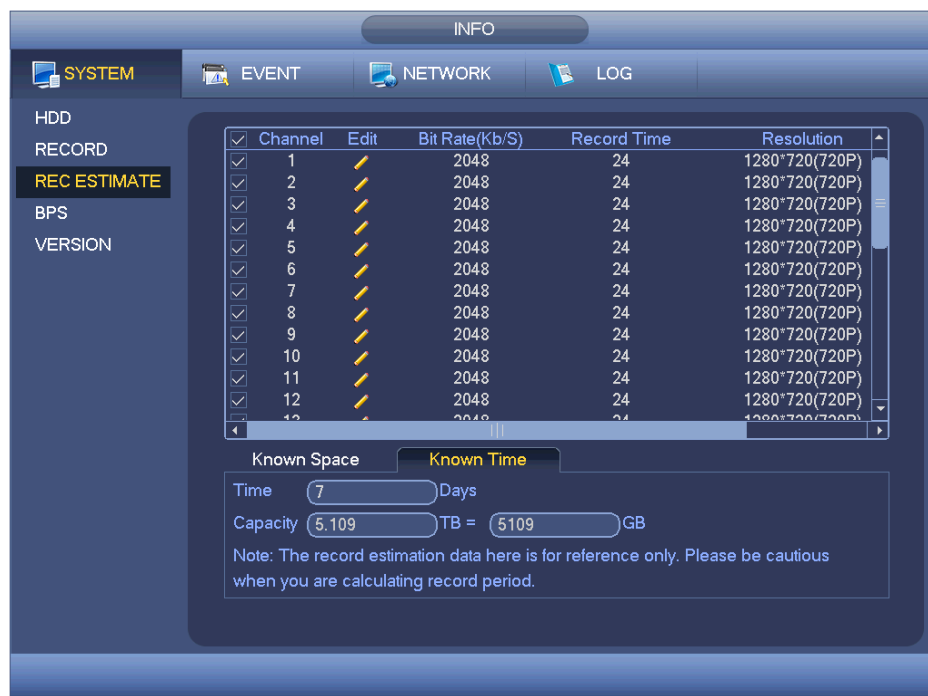 INFO
SYSTEM EVENT NETWORK LOG
HDD
RECORD
REC ESTIMATE
BPS
VERSION
Channel Edit Bit Rate(Kb/S) Record Time Resolution
1 2048 24 1280*720(720P)
2 2048 24 1280*720(720P)
3 2048 24 1280*720(720P)
4 2048 24 1280*720(720P)
5 2048 24 1280*720(720P)
6 2048 24 1280*720(720P)
7 2048 24 1280*720(720P)
8 2048 24 1280*720(720P)
9 2048 24 1280*720(720P)
10 2048 24 1280*720(720P)
11 2048 24 1280*720(720P)
12 2048 24 1280*720(720P)
13 2048 24 1280*720(720P)
Known Space Known Time
Time 7 Days
Capacity 5.109 TB = 5109 GB
Note: The record estimation data here is for reference only. Please be cautious
when you are calculating record period.